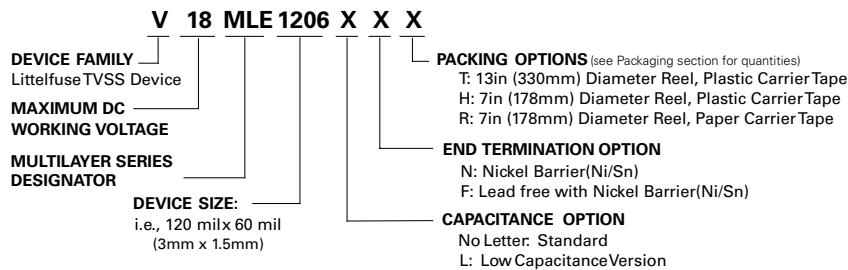 V 18 MLE 1206 X X X
DEVICE FAMILY
Littelfuse TVSS Device
MAXIMUM DC
WORKING VOLTAGE
MULTILAYER SERIES
DESIGNATOR
DEVICE SIZE:
i.e., 120 mil x 60 mil
(3mm x 1.5mm)
PACKING OPTIONS (see Packaging section for quantities)
T: 13in (330mm) Diameter Reel, Plastic Carrier Tape
H: 7in (178mm) Diameter Reel, Plastic Carrier Tape
R: 7in (178mm) Diameter Reel, Paper Carrier Tape
END TERMINATION OPTION
N: Nickel Barrier(Ni/Sn)
F: Lead free with Nickel Barrier(Ni/Sn)
CAPACITANCE OPTION
No Letter: Standard
L: Low Capacitance Version